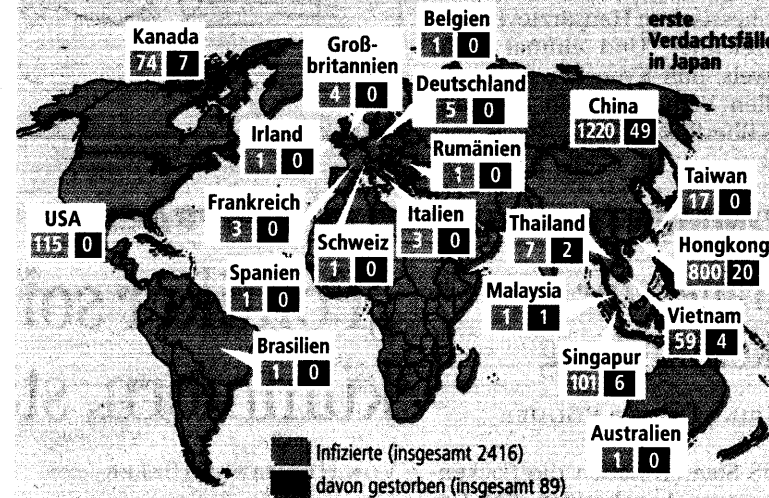 Belgien
1 0
erste
Verdachtsfälle
in Japan
Kanada
74 7
Groß-
britannien
4 0
Deutschland
5 0
China
1220 49
Irland
1 0
Rumänien
1 0
Taiwan
17 0
Frankreich
3 0
USA
115 0
Schweiz
1 0
Italien
3 0
Thailand
7 2
Hongkong
800 20
Spanien
1 0
Malaysia
1 1
Vietnam
59 4
Brasilien
1 0
Singapur
101 6
Australien
1 0
Infizierte (insgesamt 2416)
davon gestorben (insgesamt 89)